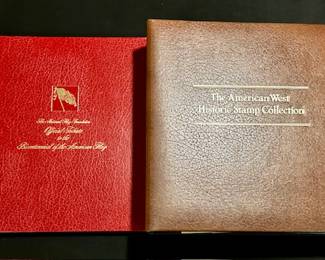 The National Flag Foundation
Official Tribute
to the
Bicentennial of the American Flag
The American West
Historic Stamp Collection